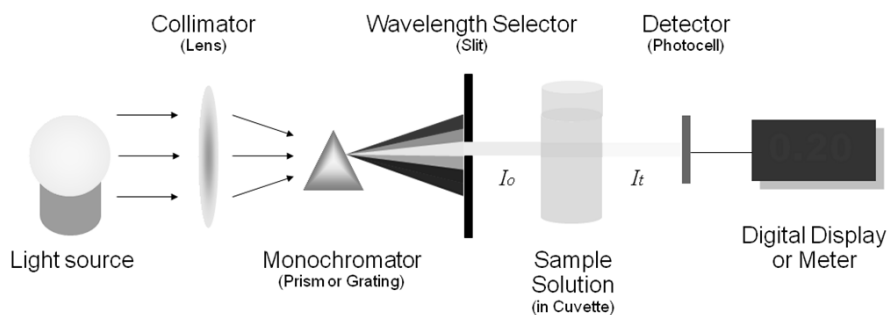 Collimator
(Lens)
Wavelength Selector
(Slit)
Detector
(Photocell)
0.20
I₀
Iₜ
Light source
Monochromator
(Prism or Grating)
Sample
Solution
(in Cuvette)
Digital Display
or Meter